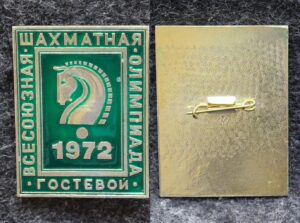 ВСЕСОЮЗНАЯ
ШАХМАТНАЯ
ОЛИМПИАДА
1972
ГОСТЕВОЙ